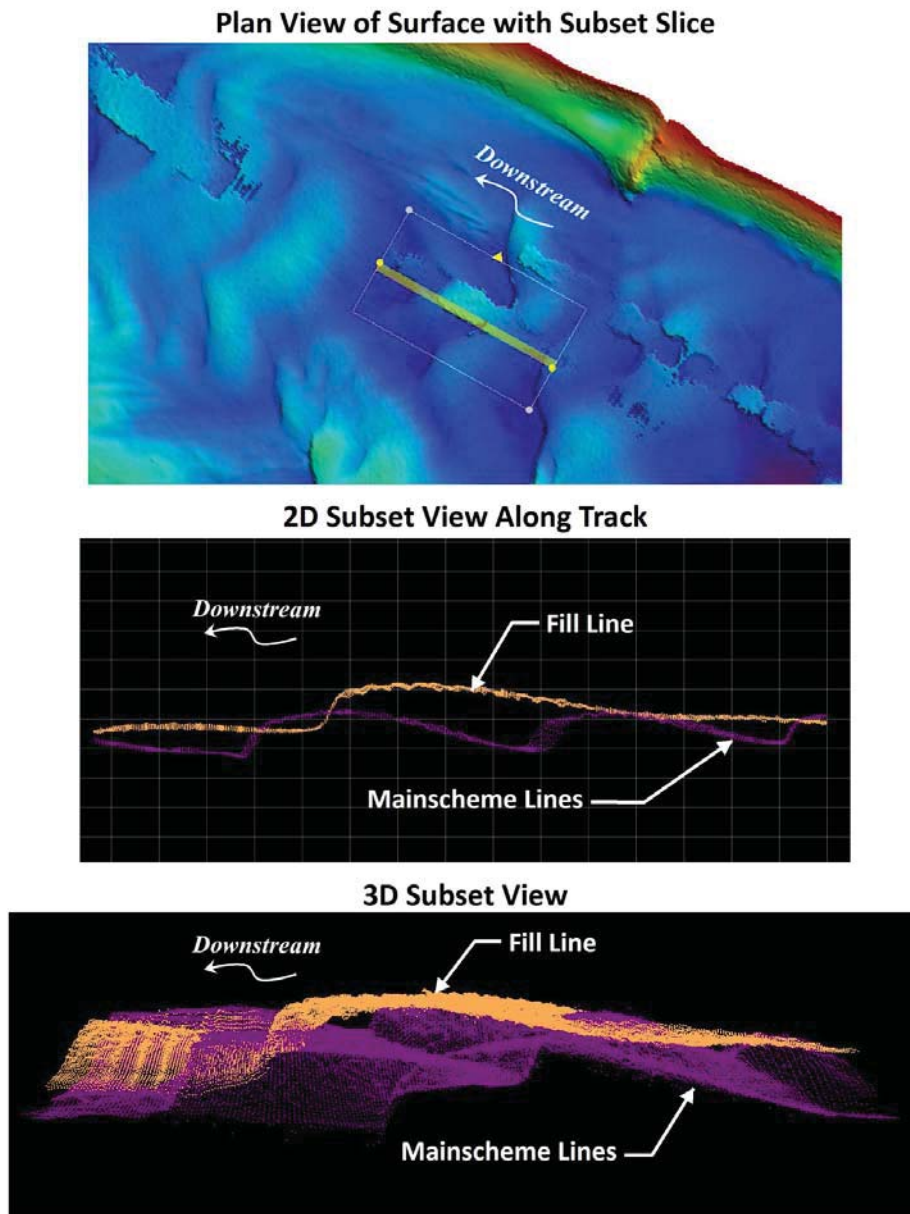 Plan View of Surface with Subset Slice
Downstream
2D Subset View Along Track
Downstream
Fill Line
Mainscheme Lines
3D Subset View
Downstream
Fill Line
Mainscheme Lines